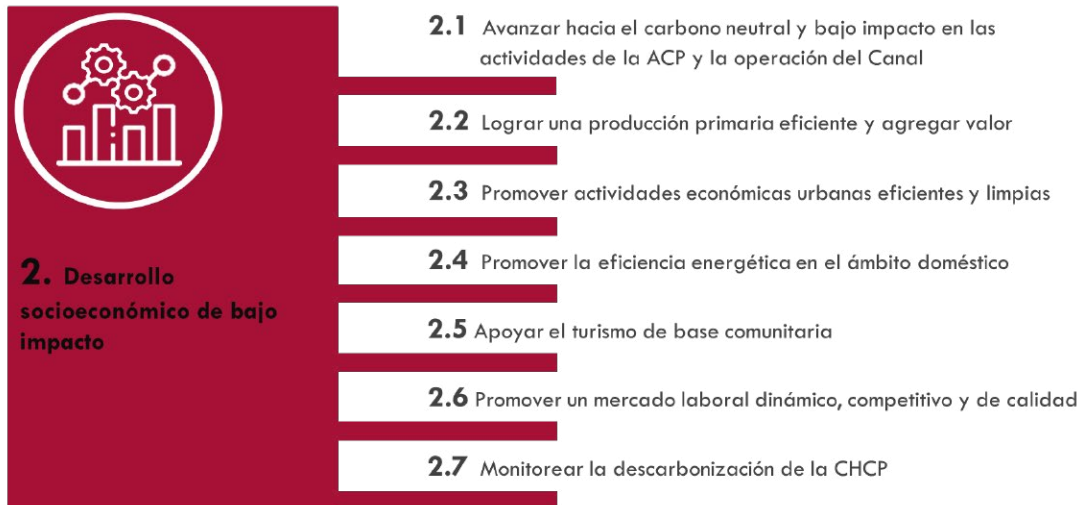 2. Desarrollo
socioeconómico de bajo
impacto
2.1 Avanzar hacia el carbono neutral y bajo impacto en las
actividades de la ACP y la operación del Canal
2.2 Lograr una producción primaria eficiente y agregar valor
2.3 Promover actividades económicas urbanas eficientes y limpias
2.4 Promover la eficiencia energética en el ámbito doméstico
2.5 Apoyar el turismo de base comunitaria
2.6 Promover un mercado laboral dinámico, competitivo y de calidad
2.7 Monitorear la descarbonización de la CHCP